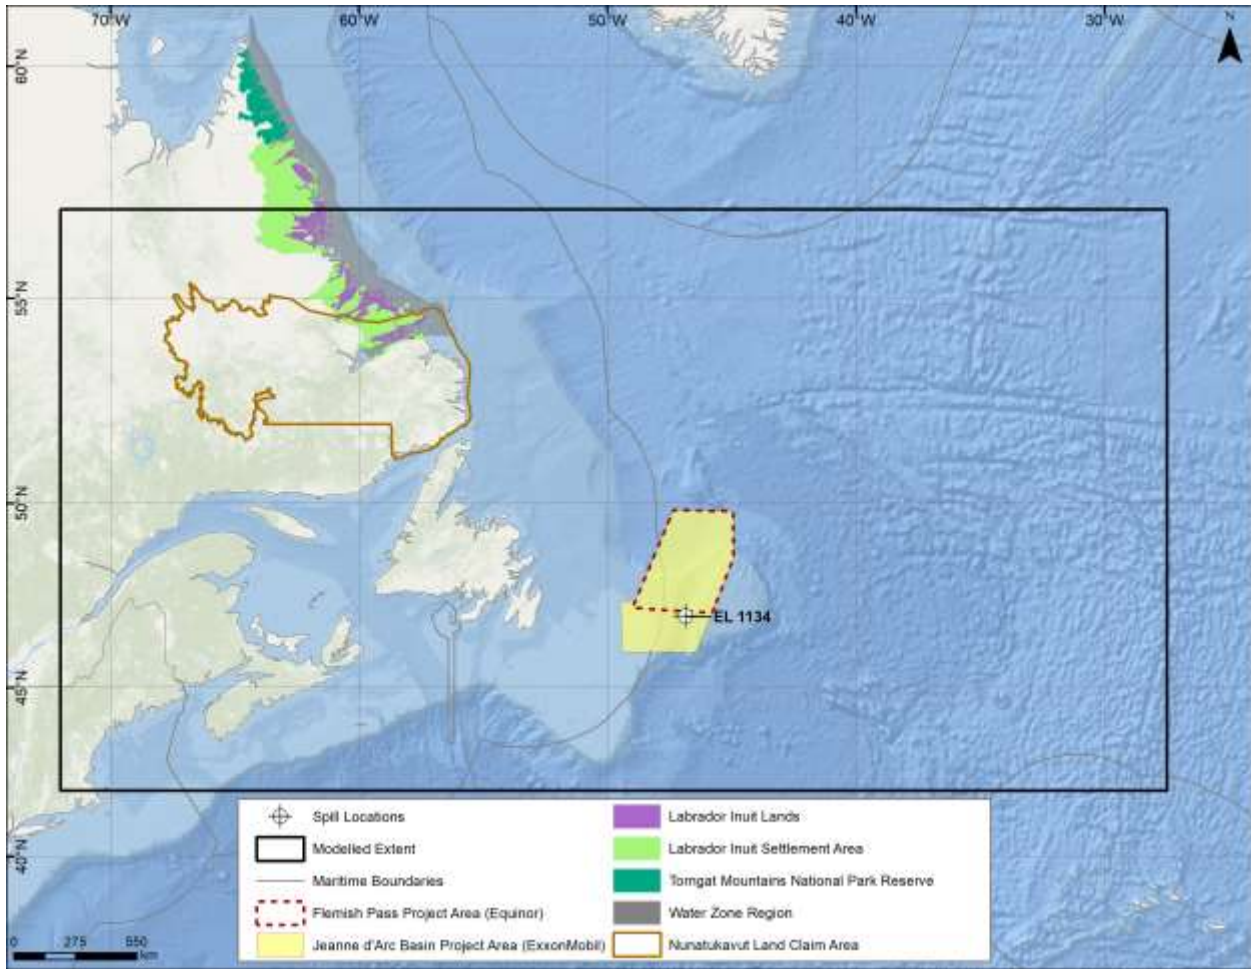 70°W 60°W 50°W 40°W 30°W
N
60°N
55°N
50°N
EL 1134
45°N
40°N
Spill Locations
Modelled Extent
Maritime Boundaries
Flemish Pass Project Area (Equinor)
Jeanne d'Arc Basin Project Area (ExxonMobil)
Labrador Inuit Lands
Labrador Inuit Settlement Area
Torngat Mountains National Park Reserve
Water Zone Region
Nunatukavut Land Claim Area
0 275 550
km